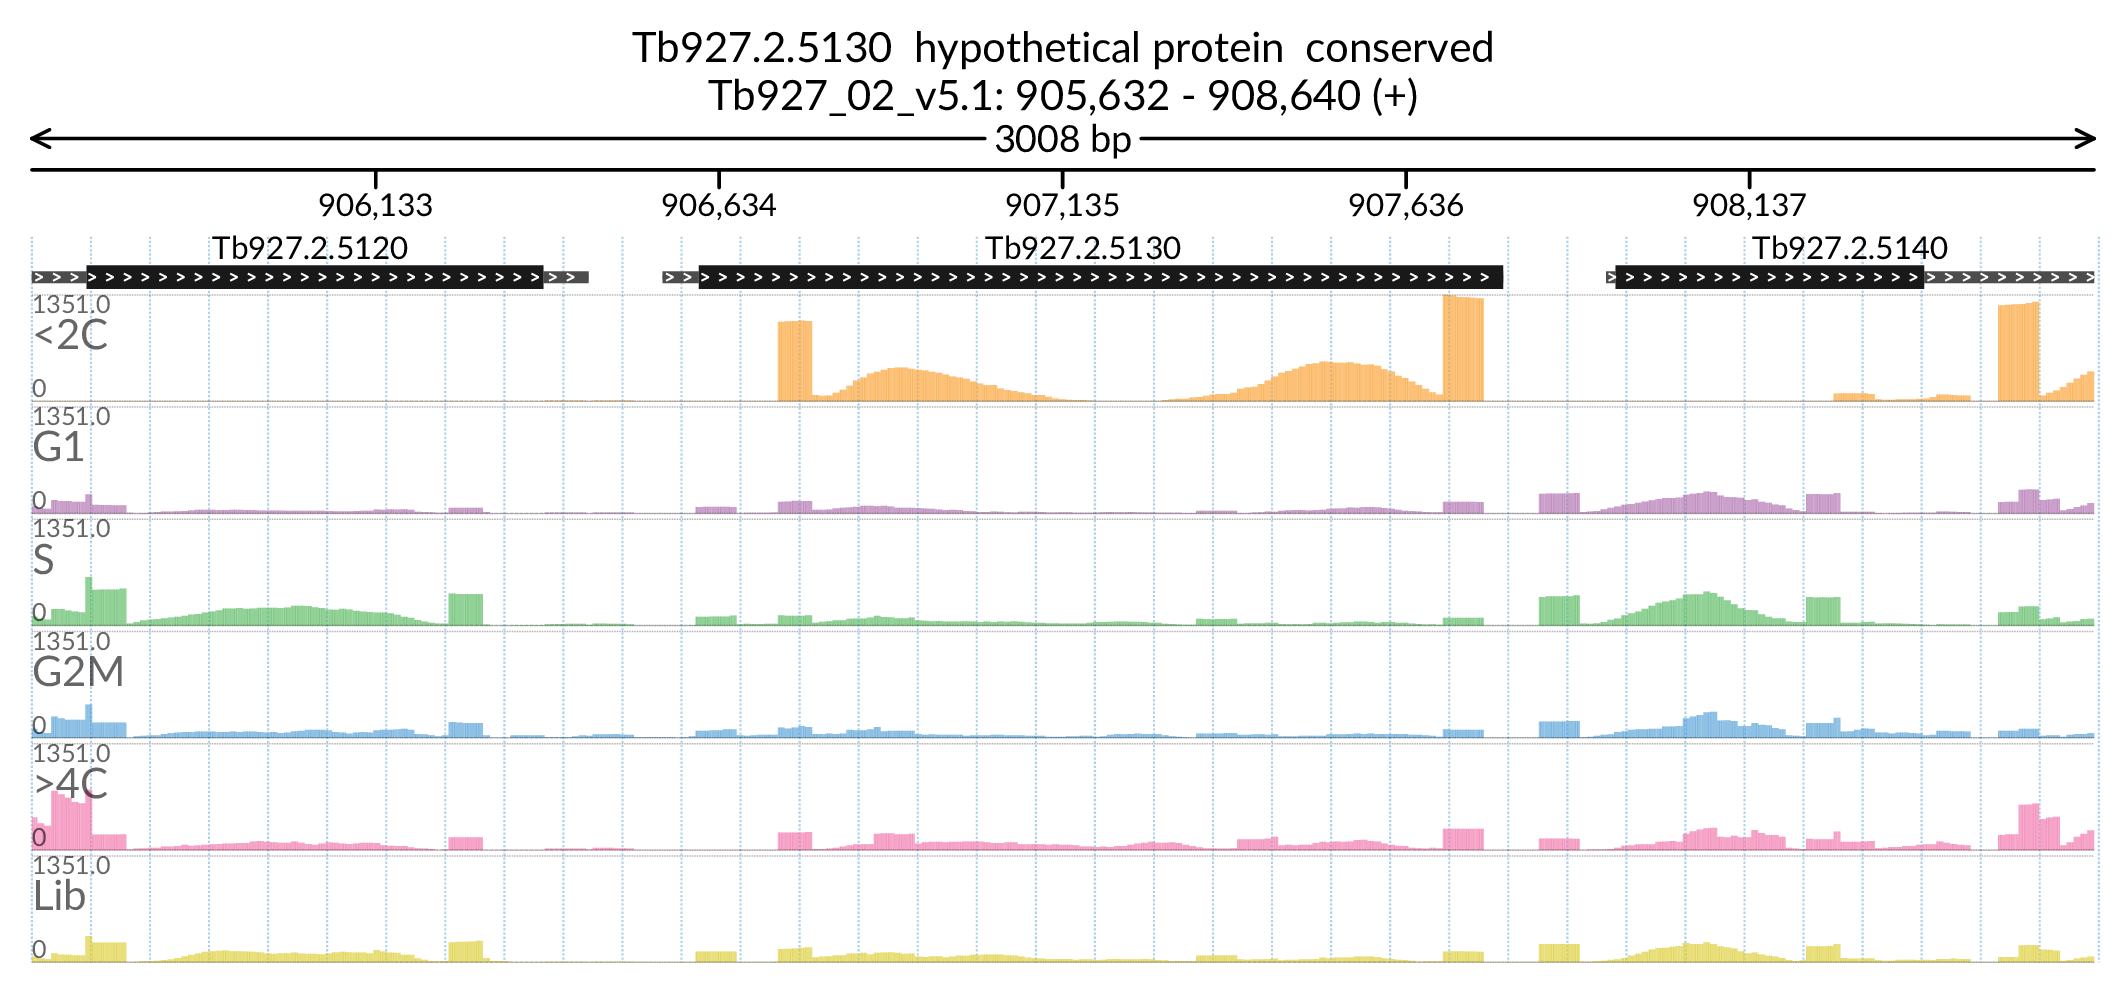 Tb927.2.5130  hypothetical protein  conserved
Tb927_02_v5.1: 905,632 - 908,640 (+)
3008 bp
906,133 906,634 907,135 907,636 908,137
Tb927.2.5120 Tb927.2.5130 Tb927.2.5140
1351.0
<2C
0
1351.0
G1
0
1351.0
S
0
1351.0
G2M
0
1351.0
>4C
0
1351.0
Lib
0